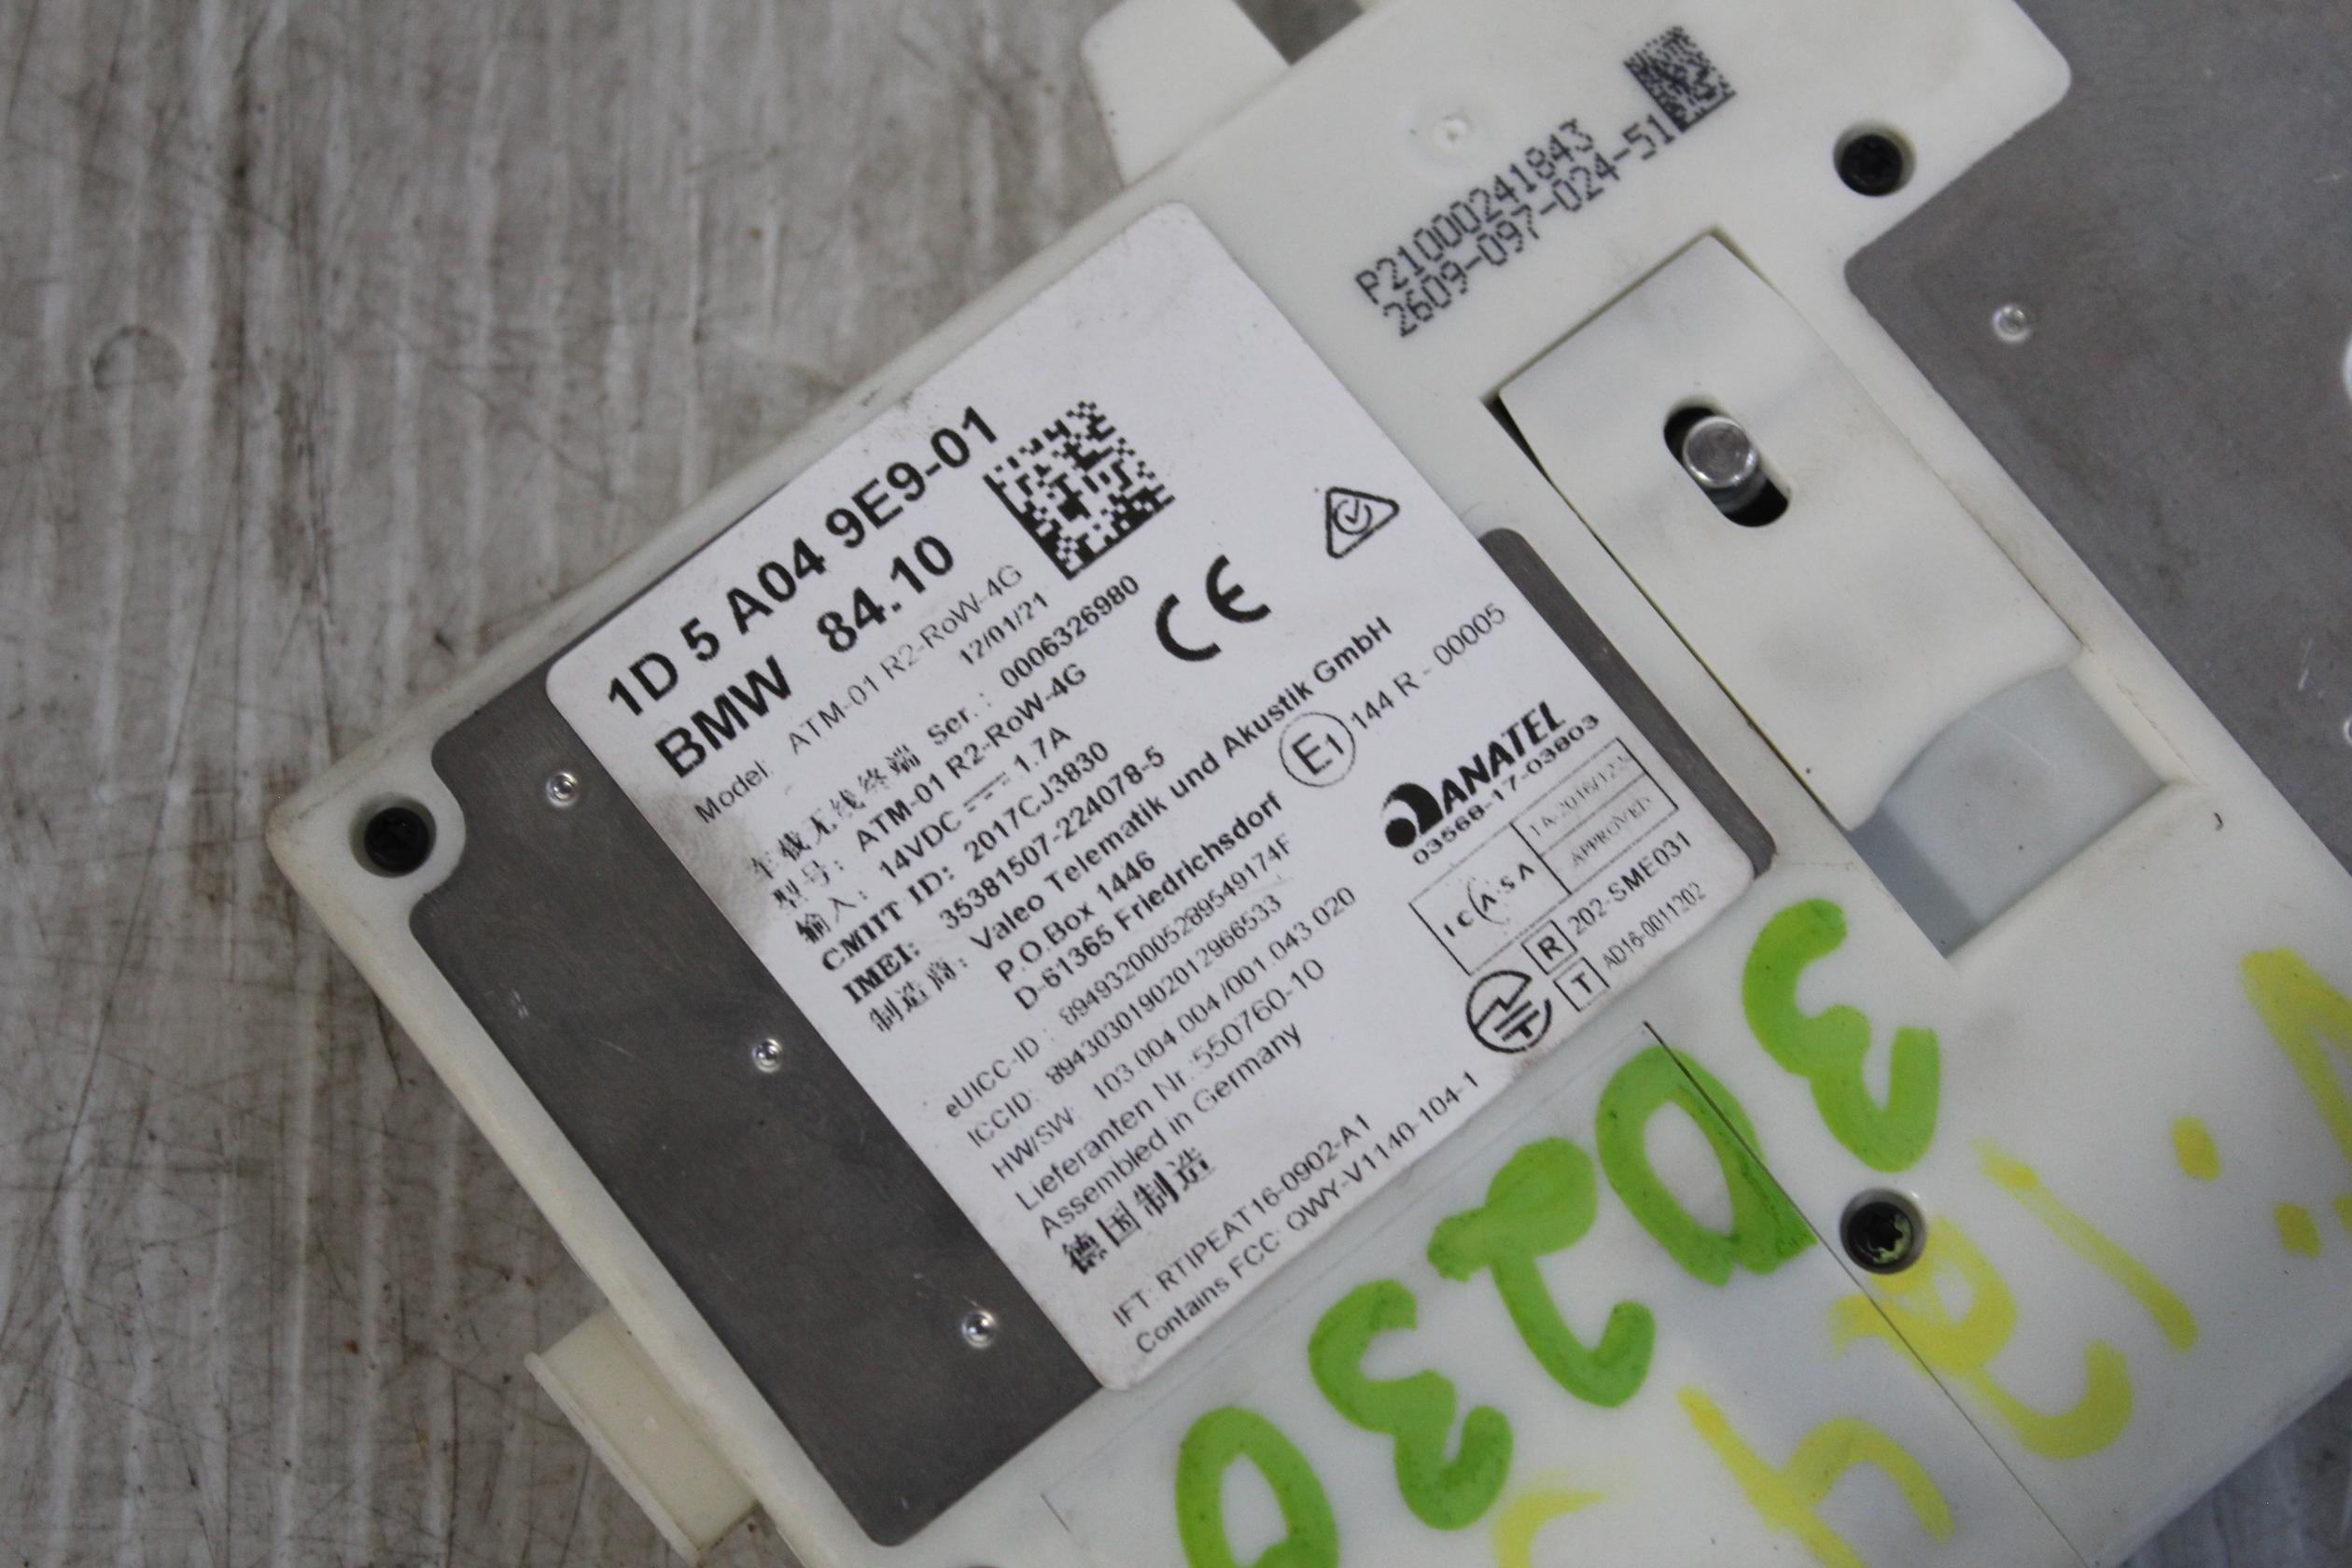 P2100024184З
2609-097-024-51
1D 5 A04 9E9-01
BMW 84.10
Model: ATM-01 R2-RoW-4G
12/01/21
车载无线终端 Ser.: 0006326980
型号: ATM-01 R2-RoW-4G
输入: 14VDC 1.7A
CMIIT ID: 2017CJ3830
IMEI: 35381507-224078-5
制造商: Valeo Telematik und Akustik GmbH
P.O.Box 1446
D-61365 Friedrichsdorf
CE
E1 144 R - 00005
ANATEL
03568-17-03803
eUICC-ID: 8949320005289549174F
ICCID: 89430301902012966533
HW/SW: 103.004.004/001.043.020
Lieferanten Nr.:550760-10
Assembled in Germany
德国制造
ICASA
APPROVED
R 202-SME031
T AD16-0011202
IFT: RTIPEAT16-0902-A1
Contains FCC: QWY-V1140-104-1